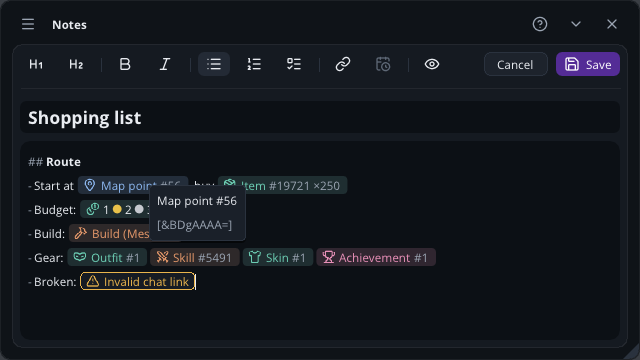 Notes
H1 H2 B I Cancel Save
Shopping list
## Route
- Start at Map point #56 buy Item #19721 ×250
Map point #56
- Budget: 1 2
[&BDgAAAA=]
- Build: Build (Mes
- Gear: Outfit #1 Skill #5491 Skin #1 Achievement #1
- Broken: Invalid chat link